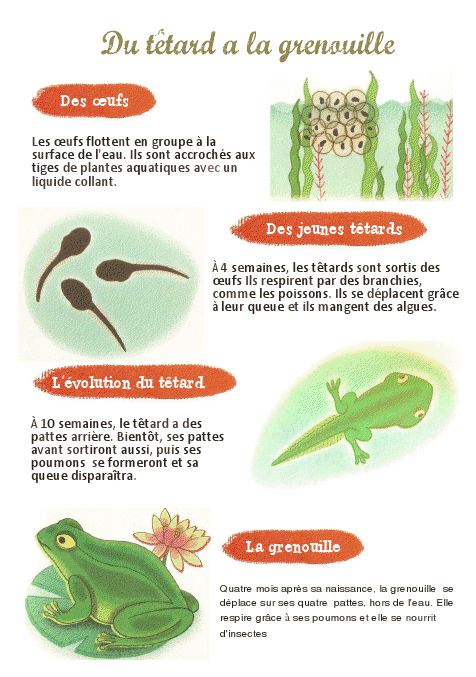 Du têtard a la grenouille
Des œufs
Les œufs flottent en groupe à la
surface de l'eau. Ils sont accrochés aux
tiges de plantes aquatiques avec un
liquide collant.
Des jeunes têtards
À 4 semaines, les têtards sont sortis des
œufs Ils respirent par des branchies,
comme les poissons. Ils se déplacent grâce
à leur queue et ils mangent des algues.
L'évolution du têtard
À 10 semaines, le têtard a des
pattes arrière. Bientôt, ses pattes
avant sortiront aussi, puis ses
poumons se formeront et sa
queue disparaîtra.
La grenouille
Quatre mois après sa naissance, la grenouille se
déplace sur ses quatre pattes, hors de l'eau. Elle
respire grâce à ses poumons et elle se nourrit
d'insectes